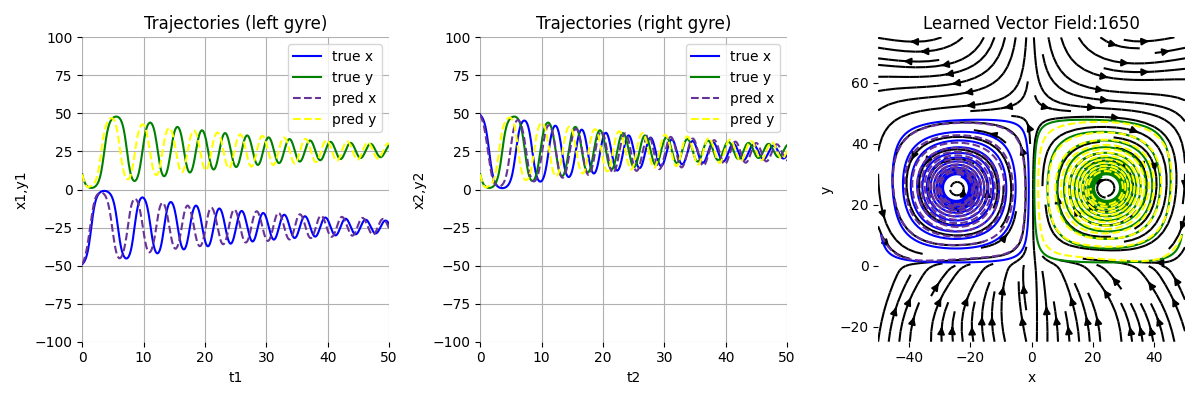 Trajectories (left gyre)
100
75
50
25
0
−25
−50
−75
−100
0 10 20 30 40 50
x1,y1
t1
true x
true y
pred x
pred y
Trajectories (right gyre)
100
75
50
25
0
−25
−50
−75
−100
0 10 20 30 40 50
x2,y2
t2
true x
true y
pred x
pred y
Learned Vector Field:1650
60
40
20
0
−20
−40 −20 0 20 40
y
x